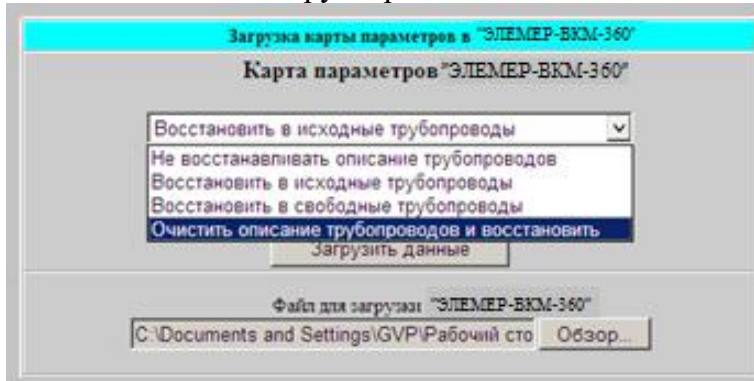 Загрузка карты параметров в "ЭЛЕМЕР-ВКМ-360"
Карта параметров "ЭЛЕМЕР-ВКМ-360"
Восстановить в исходные трубопроводы
Не восстанавливать описание трубопроводов
Восстановить в исходные трубопроводы
Восстановить в свободные трубопроводы
Очистить описание трубопроводов и восстановить
Загрузить данные
Файл для загрузки "ЭЛЕМЕР-ВКМ-360"
C:\Documents and Settings\GVP\Рабочий сто Обзор...